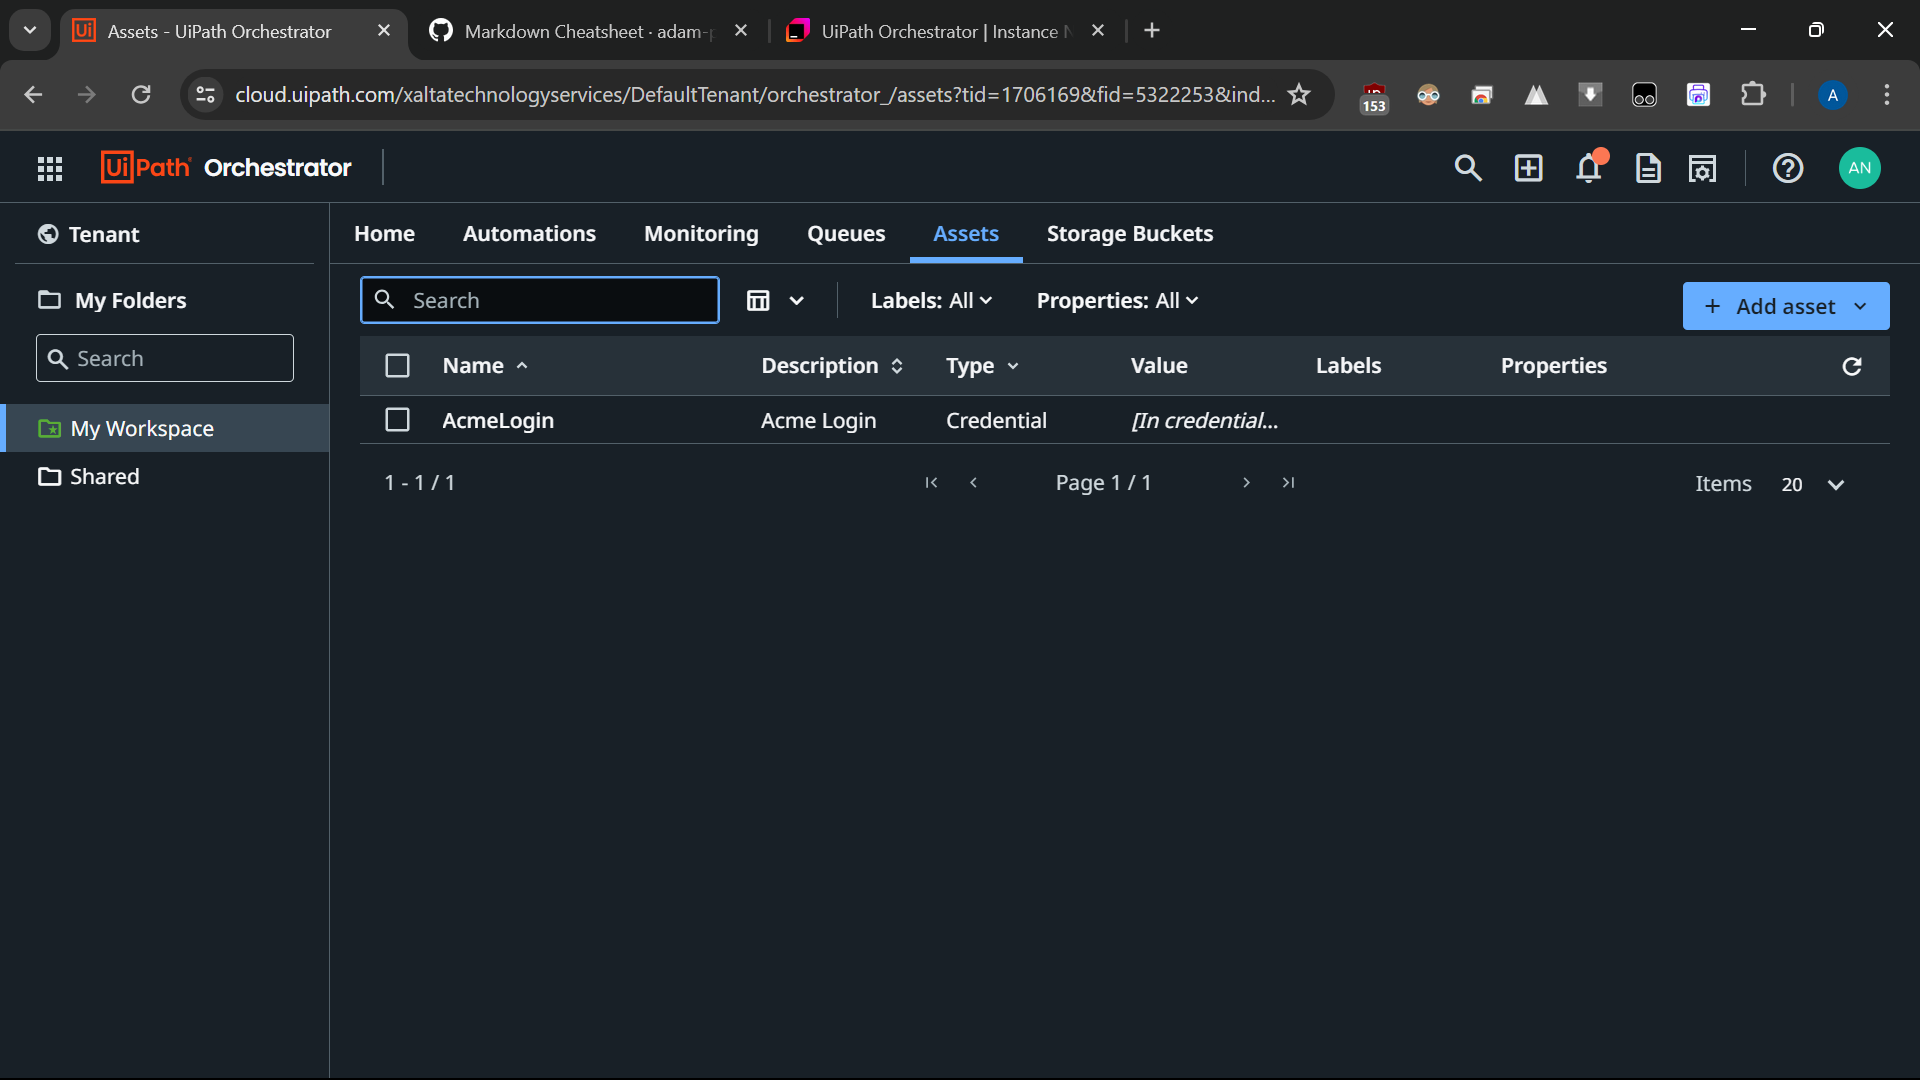 Assets - UiPath Orchestrator
Markdown Cheatsheet · adam-p
UiPath Orchestrator | Instance N
cloud.uipath.com/xaltatechnologyservices/DefaultTenant/orchestrator_/assets?tid=1706169&fid=5322253&ind...
153
A
UiPath Orchestrator
AN
Tenant
Home
Automations
Monitoring
Queues
Assets
Storage Buckets
My Folders
Search
My Workspace
Shared
Search
Labels: All
Properties: All
+ Add asset
Name
Description
Type
Value
Labels
Properties
AcmeLogin
Acme Login
Credential
[In credential...
1 - 1 / 1
Page 1 / 1
Items 20